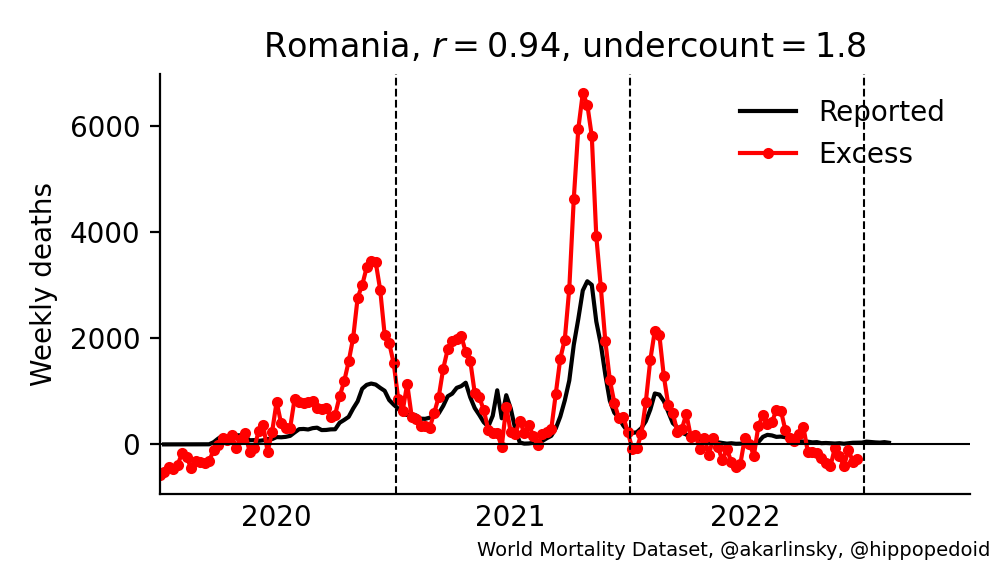 Romania, r = 0.94, undercount = 1.8
Weekly deaths
6000
4000
2000
0
Reported
Excess
2020
2021
2022
World Mortality Dataset, @akarlinsky, @hippopedoid